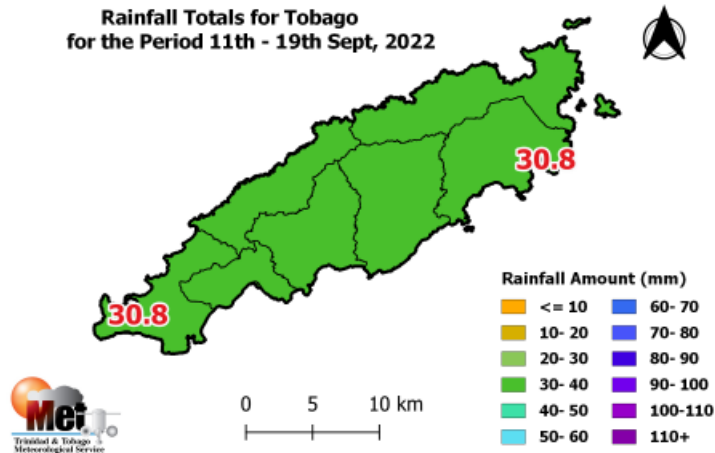 Rainfall Totals for Tobago
for the Period 11th - 19th Sept, 2022
30.8
30.8
Rainfall Amount (mm)
<= 10
10- 20
20- 30
30- 40
40- 50
50- 60
60- 70
70- 80
80- 90
90- 100
100-110
110+
0 5 10 km
Met
Trinidad & Tobago
Meteorological Service